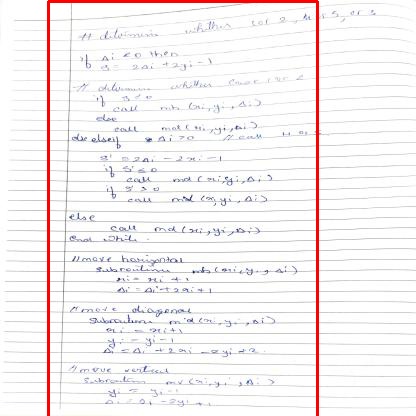 // determine whether 1 or 2, 4, 5, or 3
if Δi < 0 then
δ = 2Δi + 2yi - 1
// determine whether case 1 or 2
if δ ≤ 0
call mh (xi, yi, Δi)
else
call md (xi, yi, Δi)
else elseif Δi > 0 // call
δ' = 2Δi - 2xi - 1
if δ' ≤ 0
call md (xi, yi, Δi)
if δ' > 0
call mv (xi, yi, Δi)
else
call md (xi, yi, Δi)
end while.
// move horizontal
subroutine mh (xi, yi, Δi)
xi = xi + 1
Δi = Δi + 2xi + 1
// move diagonal
subroutine md (xi, yi, Δi)
xi = xi + 1
yi = yi - 1
Δi = Δi + 2xi - 2yi + 2
// move vertical
subroutine mv (xi, yi, Δi)
yi = yi - 1
Δi = Δi - 2yi + 1